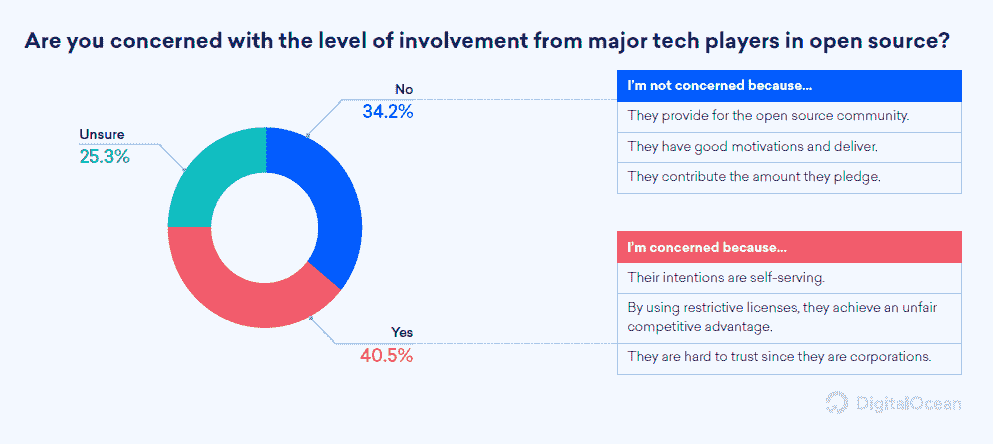 Are you concerned with the level of involvement from major tech players in open source?
No
34.2%
Unsure
25.3%
Yes
40.5%
I'm not concerned because...
They provide for the open source community.
They have good motivations and deliver.
They contribute the amount they pledge.
I'm concerned because...
Their intentions are self-serving.
By using restrictive licenses, they achieve an unfair
competitive advantage.
They are hard to trust since they are corporations.
DigitalOcean